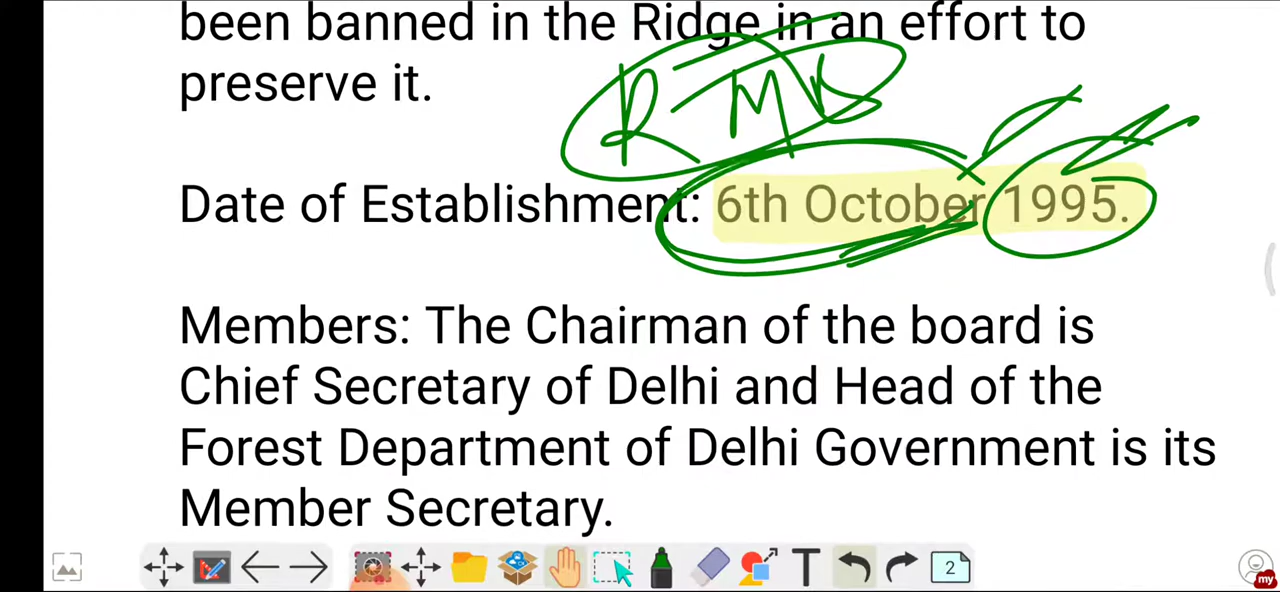 been banned in the Ridge in an effort to
preserve it.
RMB
Date of Establishment: 6th October 1995.
Members: The Chairman of the board is
Chief Secretary of Delhi and Head of the
Forest Department of Delhi Government is its
Member Secretary.
T
2
my